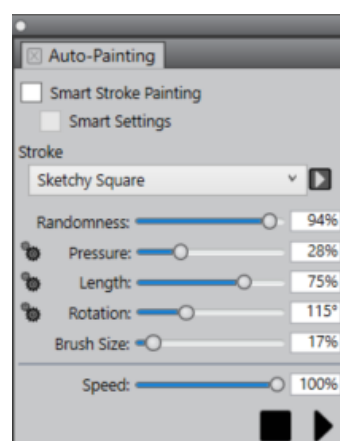 Auto-Painting
Smart Stroke Painting
Smart Settings
Stroke
Sketchy Square
Randomness: 94%
Pressure: 28%
Length: 75%
Rotation: 115°
Brush Size: 17%
Speed: 100%